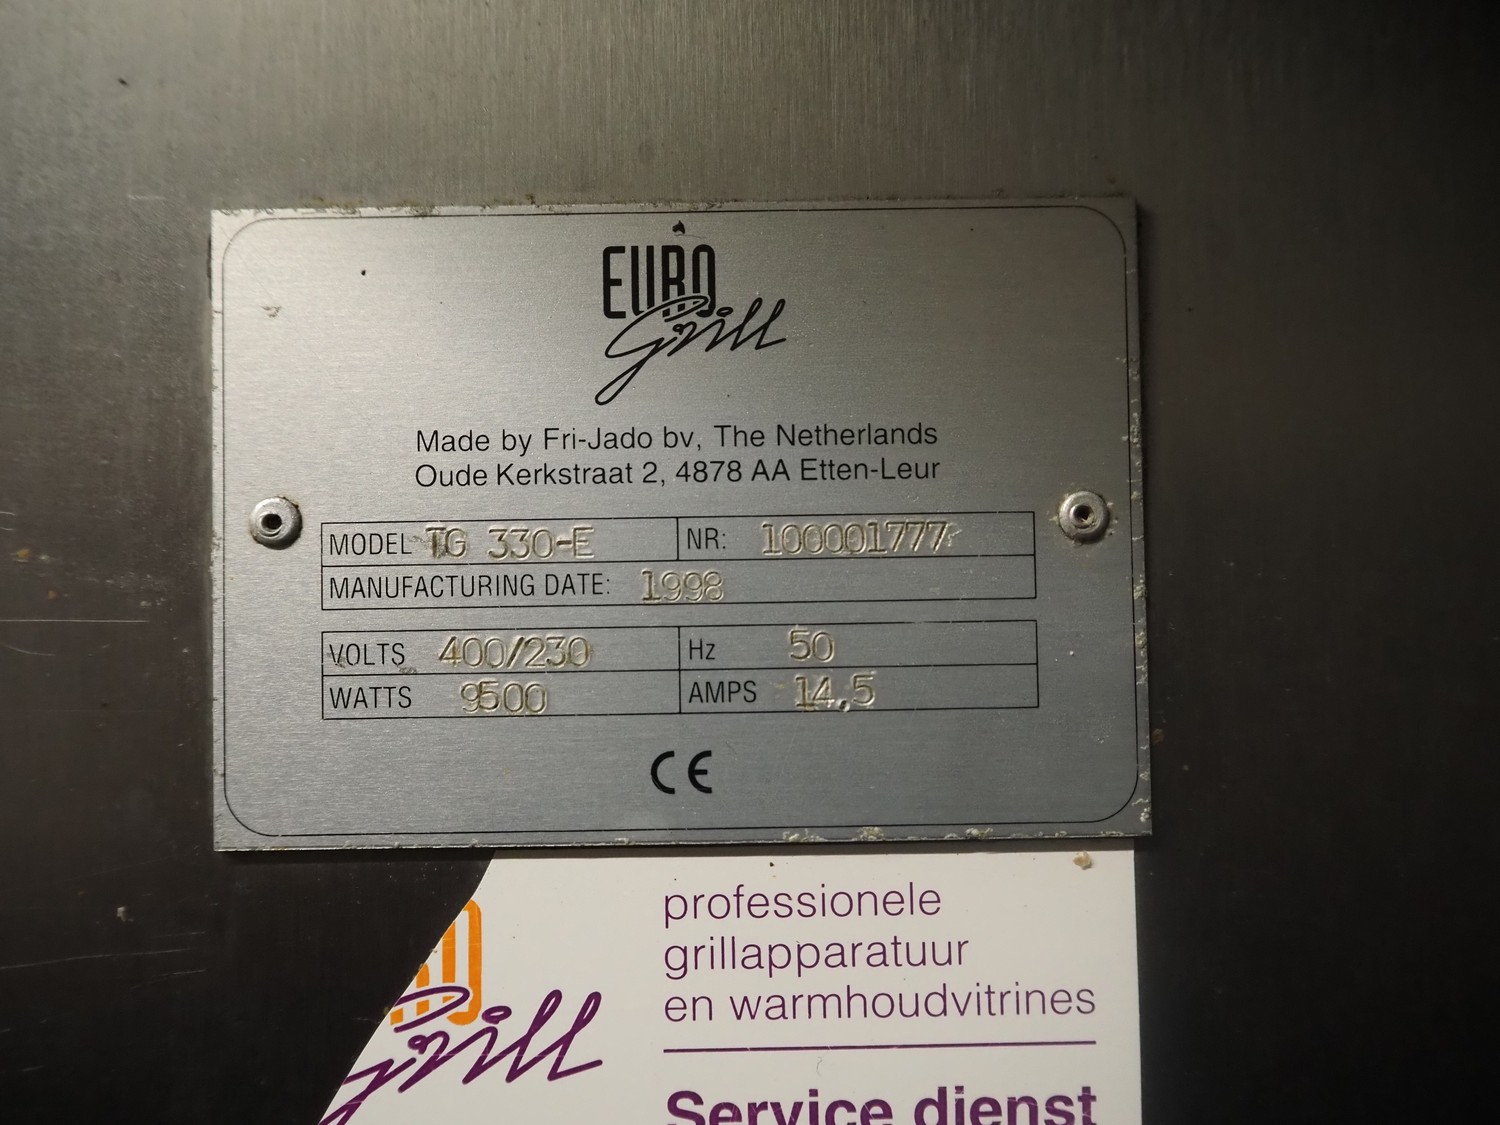 EURO
Grill
Made by Fri-Jado bv, The Netherlands
Oude Kerkstraat 2, 4878 AA Etten-Leur
MODEL TG 330-E NR: 100001777
MANUFACTURING DATE: 1998
VOLTS 400/230 Hz 50
WATTS 9500 AMPS 14,5
CE
professionele
grillapparatuur
en warmhoudvitrines
Grill
Service dienst